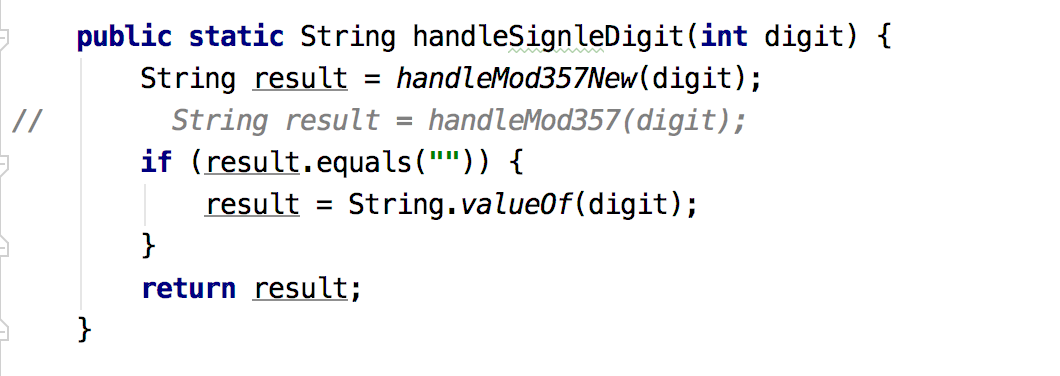 public static String handleSignleDigit(int digit) {
String result = handleMod357New(digit);
// String result = handleMod357(digit);
if (result.equals("")) {
result = String.valueOf(digit);
}
return result;
}